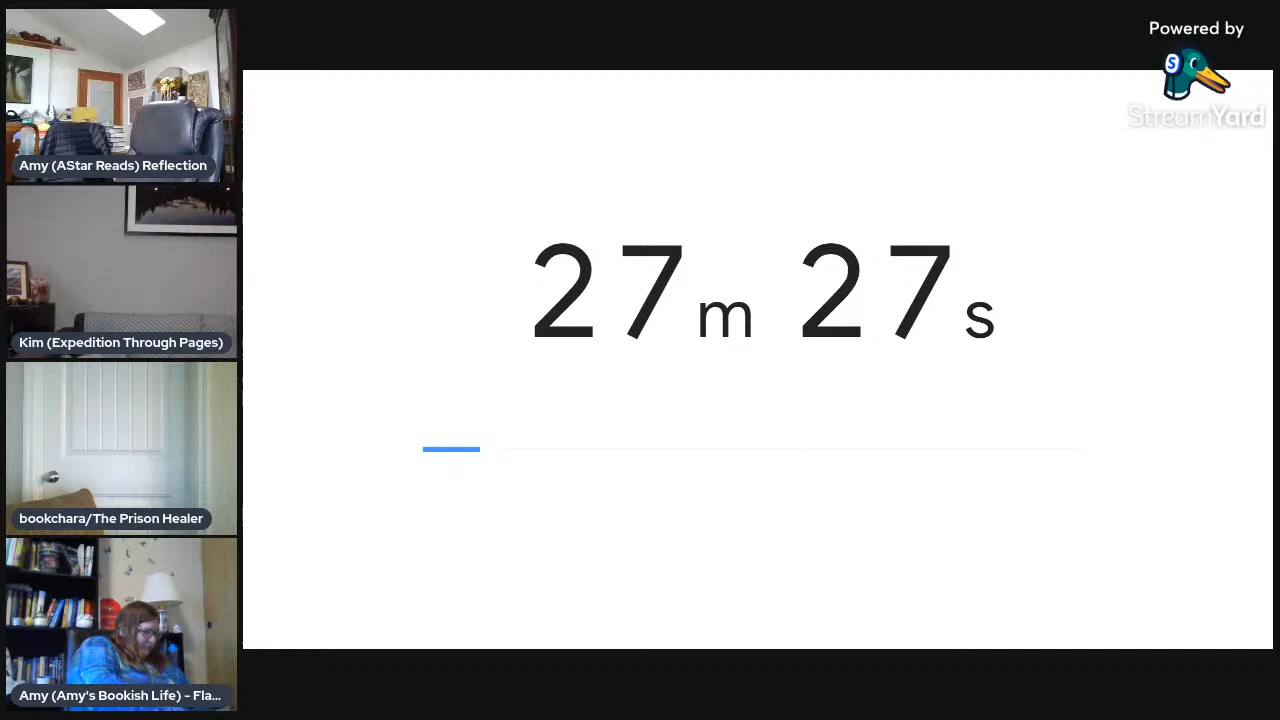 Amy (AStar Reads) Reflection
Kim (Expedition Through Pages)
bookchara/The Prison Healer
Amy (Amy's Bookish Life) - Fla...
27m 27s
Powered by
S
StreamYard